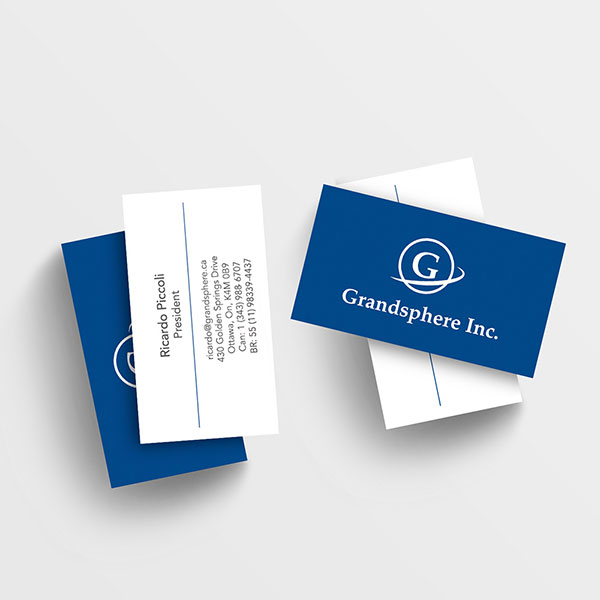 Ricardo Piccoli
President
ricardo@grandsphere.ca
430 Golden Springs Drive
Ottawa, On. K4M 0B9
Can: 1 (343) 988-6707
BR: 55 (11) 98339-4437
G
Grandsphere Inc.